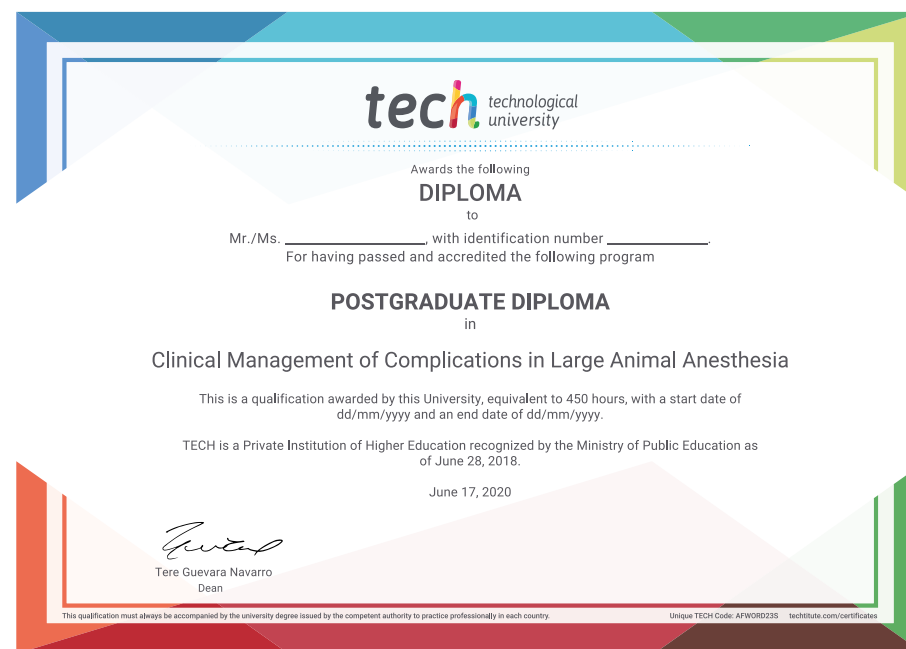 tech technological
university
Awards the following
DIPLOMA
to
Mr./Ms. ____________, with identification number ____________.
For having passed and accredited the following program
POSTGRADUATE DIPLOMA
in
Clinical Management of Complications in Large Animal Anesthesia
This is a qualification awarded by this University, equivalent to 450 hours, with a start date of
dd/mm/yyyy and an end date of dd/mm/yyyy.
TECH is a Private Institution of Higher Education recognized by the Ministry of Public Education as
of June 28, 2018.
June 17, 2020
Tere Guevara Navarro
Dean
This qualification must always be accompanied by the university degree issued by the competent authority to practice professionally in each country.
Unique TECH Code: AFWORD23S techtitute.com/certificates